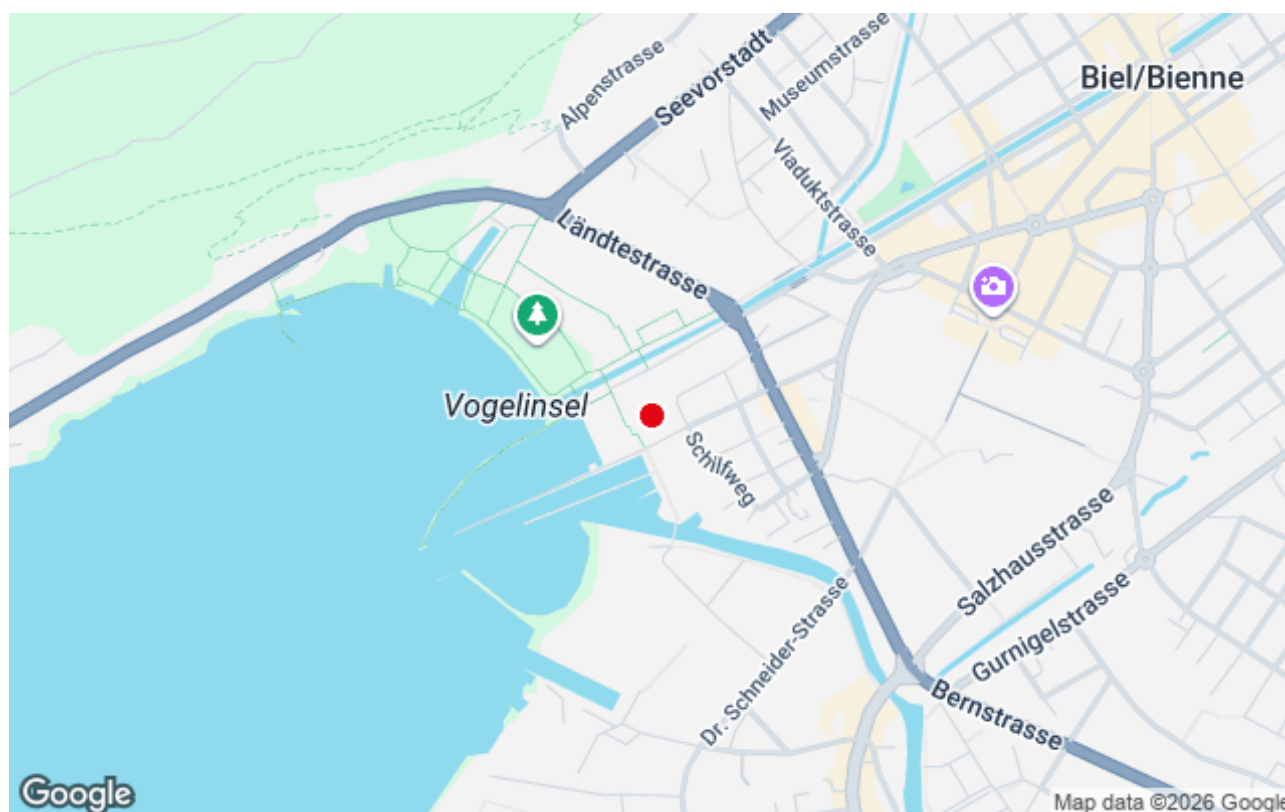 Alpenstrasse
Seevorstadt
Museumstrasse
Biel/Bienne
Viaduktstrasse
Ländtestrasse
Vogelinsel
Schilfweg
Salzhausstrasse
Gurnigelstrasse
Dr. Schneider-Strasse
Bernstrasse
Google
Map data ©2026 Google